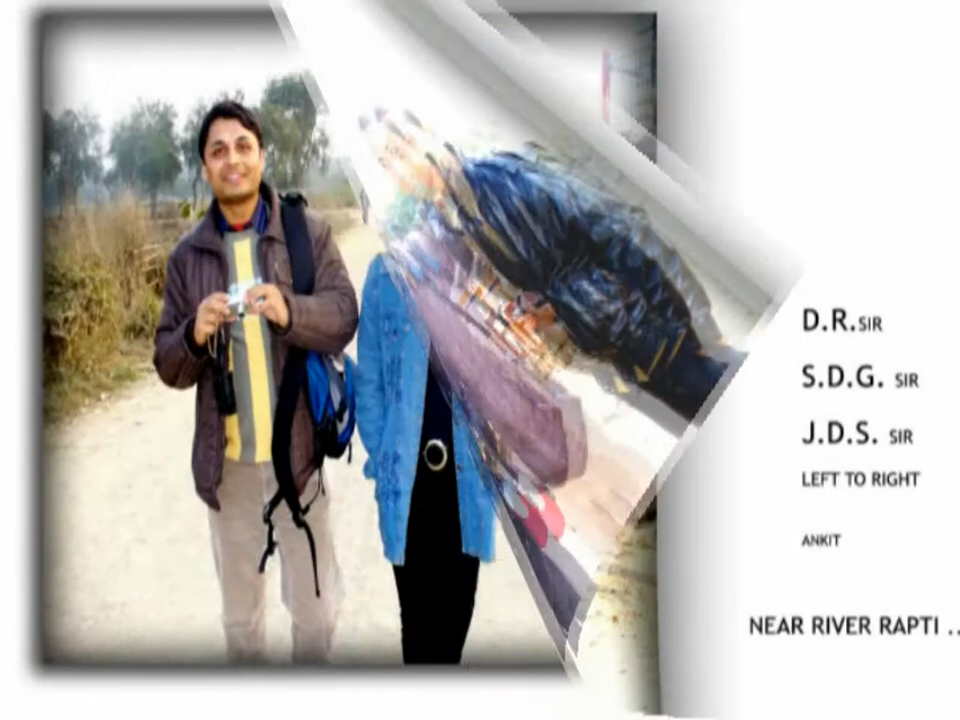 D.R.SIR
S.D.G. SIR
J.D.S. SIR
LEFT TO RIGHT
ANKIT
NEAR RIVER RAPTI ..